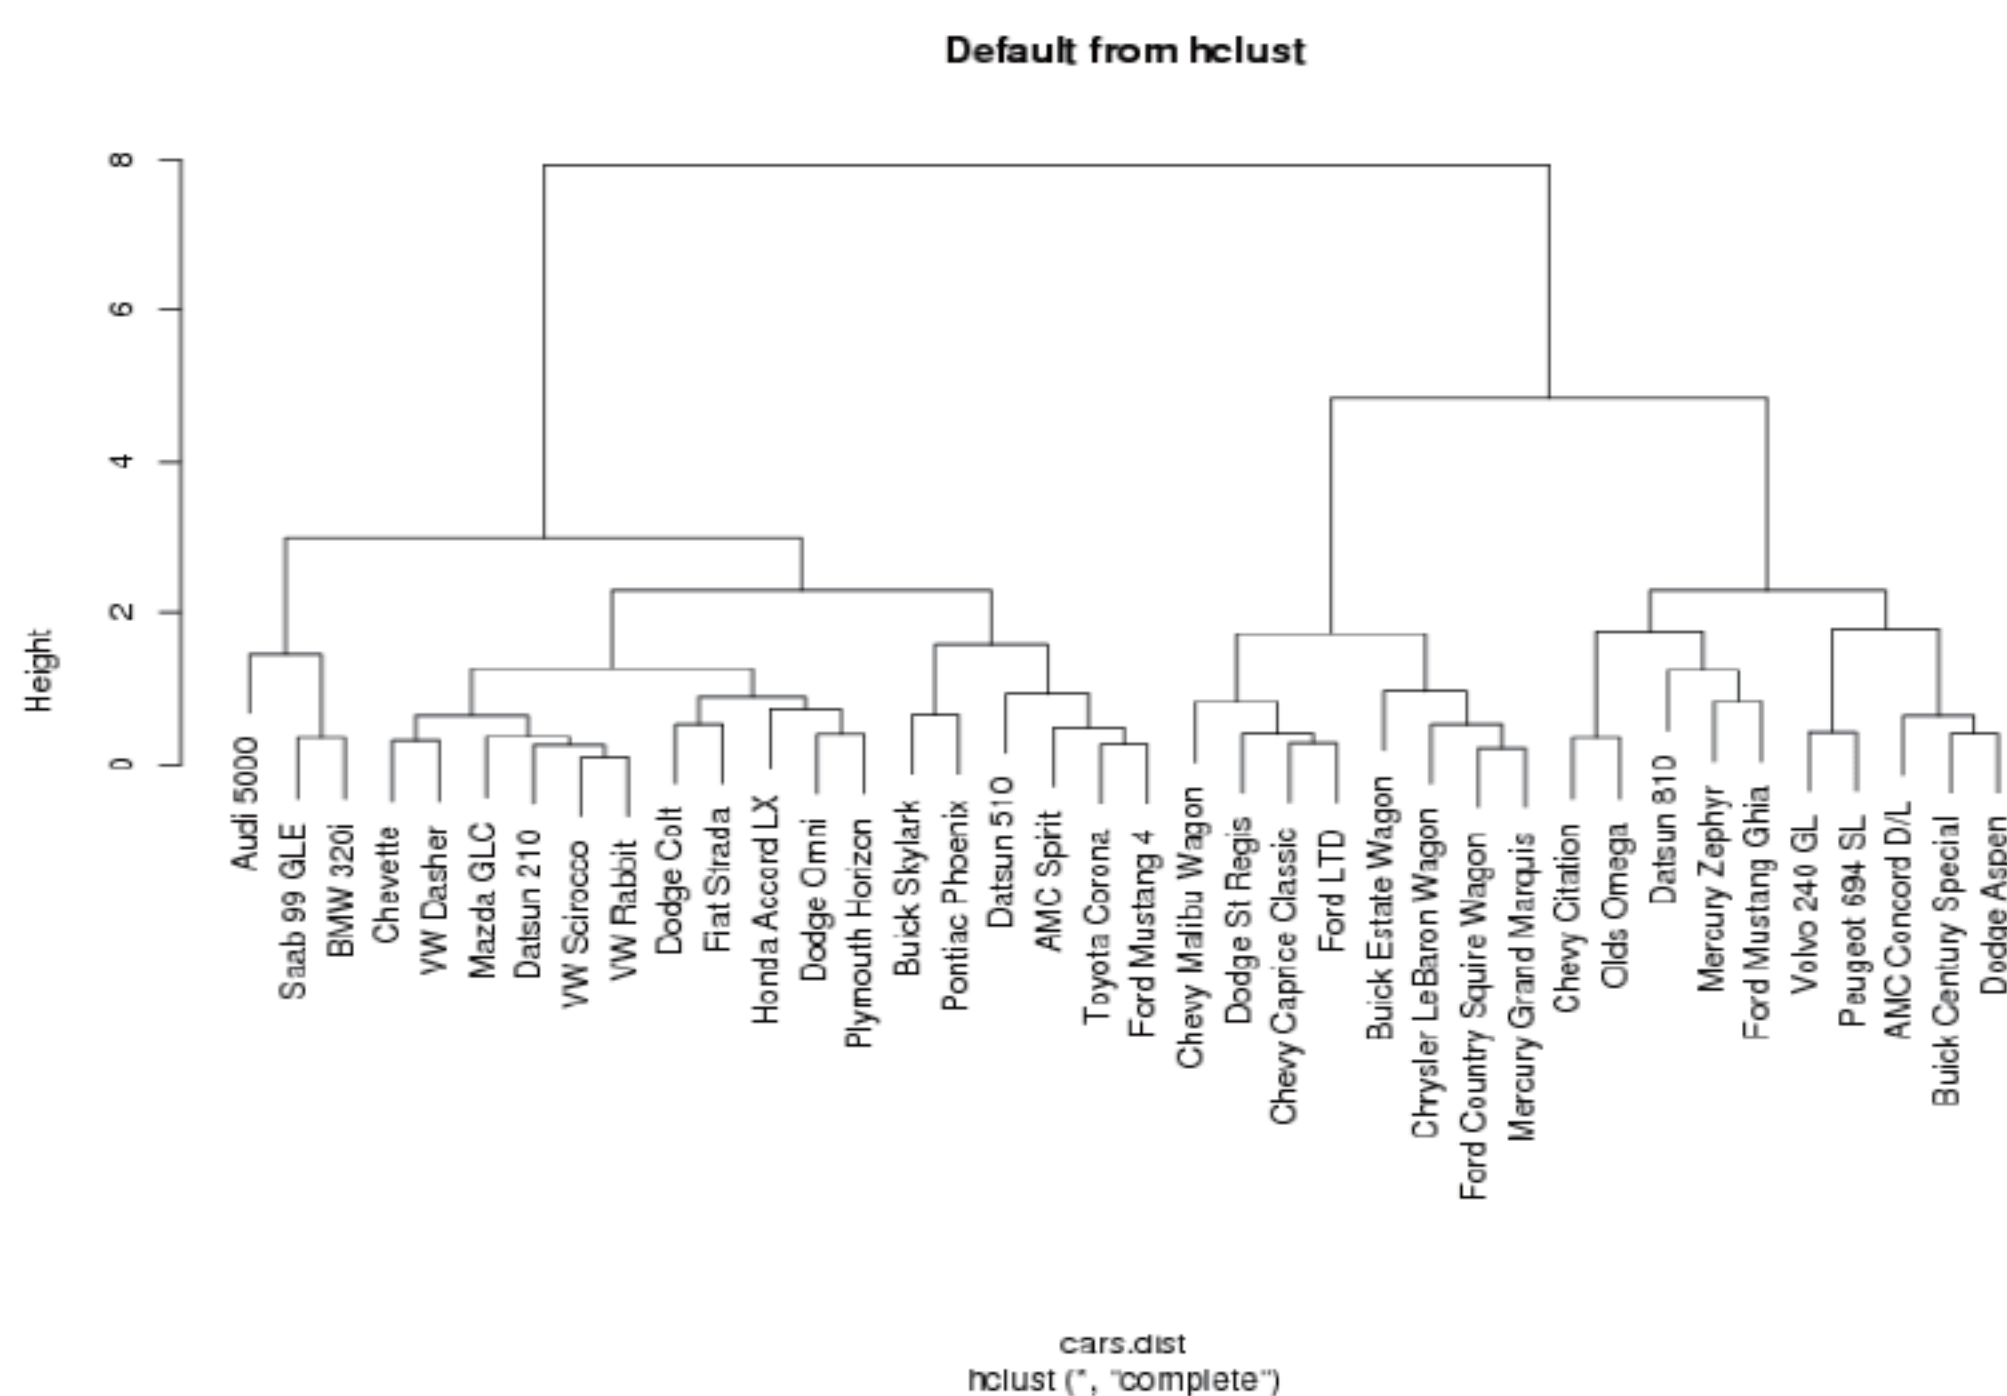 Default from hclust
8
6
4
2
0
Height
Audi 5000
Saab 99 GLE
BMW 320i
Chevette
VW Dasher
Mazda GLC
Datsun 210
VW Scirocco
VW Rabbit
Dodge Colt
Fiat Strada
Honda Accord LX
Dodge Omni
Plymouth Horizon
Buick Skylark
Pontiac Phoenix
Datsun 510
AMC Spirit
Toyota Corona
Ford Mustang 4
Chevy Malibu Wagon
Dodge St Regis
Chevy Caprice Classic
Ford LTD
Buick Estate Wagon
Chrysler LeBaron Wagon
Ford Country Squire Wagon
Mercury Grand Marquis
Chevy Citation
Olds Omega
Datsun 810
Mercury Zephyr
Ford Mustang Ghia
Volvo 240 GL
Peugeot 694 SL
AMC Concord D/L
Buick Century Special
Dodge Aspen
cars.dist
hclust (*, "complete")